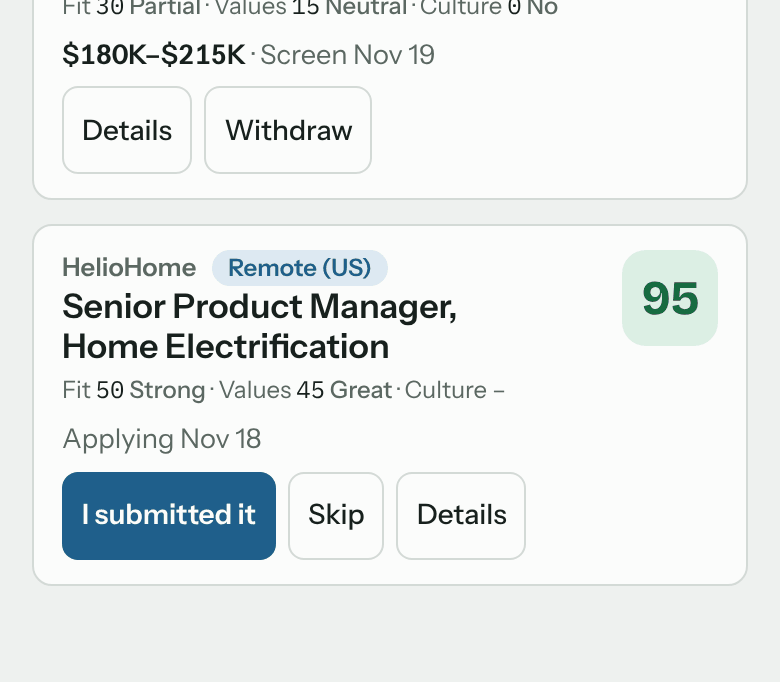 Fit 30 Partial · Values 15 Neutral · Culture 0 No
$180K–$215K · Screen Nov 19
Details Withdraw
HelioHome Remote (US)
95
Senior Product Manager,
Home Electrification
Fit 50 Strong · Values 45 Great · Culture –
Applying Nov 18
I submitted it Skip Details